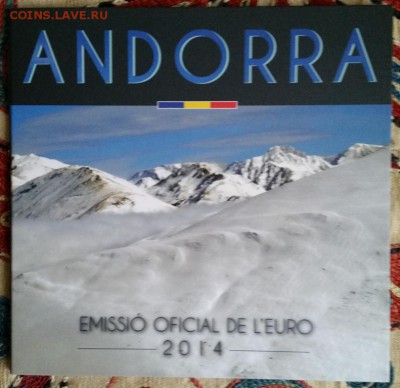 COINS.LAVE.RU
ANDORRA
EMISSIÓ OFICIAL DE L'EURO
2014